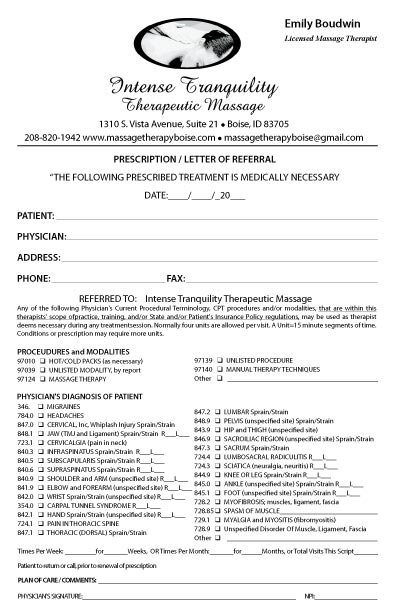 Emily Boudwin
Licensed Massage Therapist
Intense Tranquility
Therapeutic Massage
1310 S. Vista Avenue, Suite 21 • Boise, ID 83705
208-820-1942 www.massagetherapyboise.com • massagetherapyboise@gmail.com
PRESCRIPTION / LETTER OF REFERRAL
"THE FOLLOWING PRESCRIBED TREATMENT IS MEDICALLY NECESSARY
DATE:____/____/_20___
PATIENT:
PHYSICIAN:
ADDRESS:
PHONE: FAX:
REFERRED TO: Intense Tranquility Therapeutic Massage
Any of the following Physician's Current Procedural Terminology, CPT procedures and/or modalities, that are within this
therapists' scope ofpractice, training, and/or State and/or Patient's Insurance Policy regulations, may be used as therapist
deems necessary during any treatmentsession. Normally four units are allowed per visit. A Unit=15 minute segments of time.
Conditions or prescription may require more units.
PROCEDURES and MODALITIES
97010 ❑ HOT/COLD PACKS (as necessary)
97039 ❑ UNLISTED MODALITY, by report
97124 ❑ MASSAGE THERAPY
97139 ❑ UNLISTED PROCEDURE
97140 ❑ MANUAL THERAPY TECHNIQUES
Other ❑
PHYSICIAN'S DIAGNOSIS OF PATIENT
346. ❑ MIGRAINES
784.0 ❑ HEADACHES
847.0 ❑ CERVICAL, Inc, Whiplash Injury Sprain/Strain
848.1 ❑ JAW (TMJ and Ligament) Sprain/Strain R___L___
723.1 ❑ CERVICALGIA (pain in neck)
840.3 ❑ INFRASPINATUS Sprain/Strain R___L___
840.5 ❑ SUBSCAPULARIS Sprain/Strain R___L___
840.6 ❑ SUPRASPINATUS Sprain/Strain R___L___
840.9 ❑ SHOULDER and ARM (unspecified site) R___L___
841.9 ❑ ELBOW and FOREARM (unspecified site) R___L___
842.0 ❑ WRIST Sprain/Strain (unspecified site) R___L___
354.0 ❑ CARPAL TUNNEL SYNDROME R___L___
842.1 ❑ HAND Sprain/Strain (unspecified site) R___L___
724.1 ❑ PAIN IN THORACIC SPINE
847.1 ❑ THORACIC (DORSAL) Sprain/Strain
847.2 ❑ LUMBAR Sprain/Strain
848.9 ❑ PELVIS (unspecified site) Sprain/Strain
843.9 ❑ HIP and THIGH (unspecified site)
846.9 ❑ SACROILIAC REGION (unspecified site) Sprain/Strain
847.3 ❑ SACRUM Sprain/Strain
724.4 ❑ LUMBOSACRAL RADICULITIS R___L___
724.3 ❑ SCIATICA (neuralgia, neuritis) R___L___
844.9 ❑ KNEE OR LEG Sprain/Strain R___L___
845.0 ❑ ANKLE (unspecified site) Sprain/Strain R___L___
845.1 ❑ FOOT (unspecified site) Sprain/Strain R___L___
728.2 ❑ MYOFIBROSIS; muscles, ligament, fascia
728.85 ❑ SPASM OF MUSCLE
729.1 ❑ MYALGIA and MYOSITIS (fibromyositis)
728.9 ❑ Unspecified Disorder Of Muscle, Ligament, Fascia
Other ❑
Times Per Week: ________for________Weeks, OR Times Per Month:______for______Months, or Total Visits This Script______
Patient to return or call, prior to renewal of prescription
PLAN OF CARE / COMMENTS:
PHYSICIAN'S SIGNATURE: NPI: